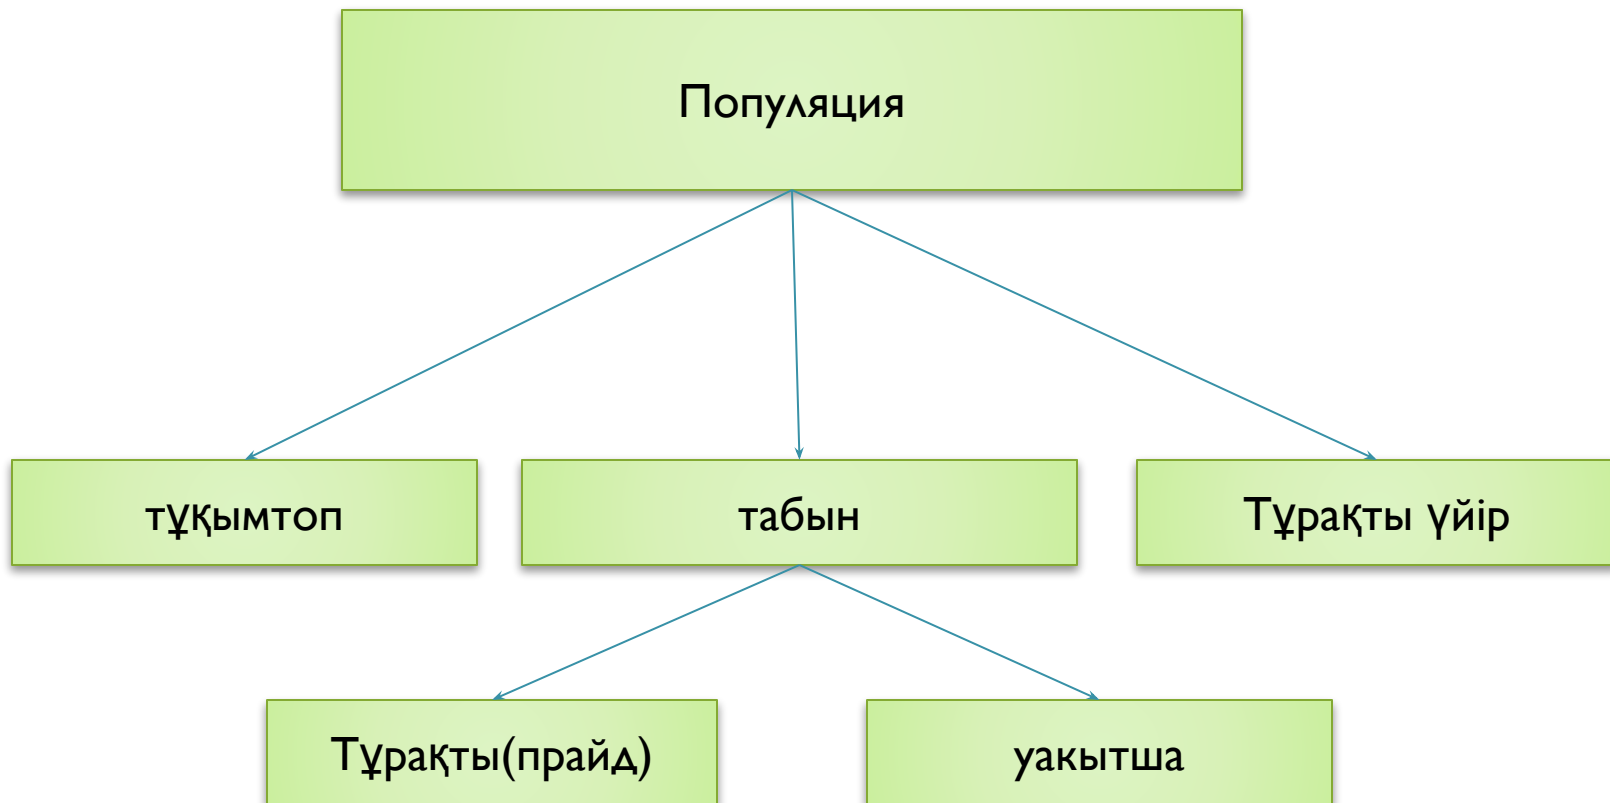 Популяция
тұқымтоп
табын
Тұрақты үйір
Тұрақты(прайд)
уакытша